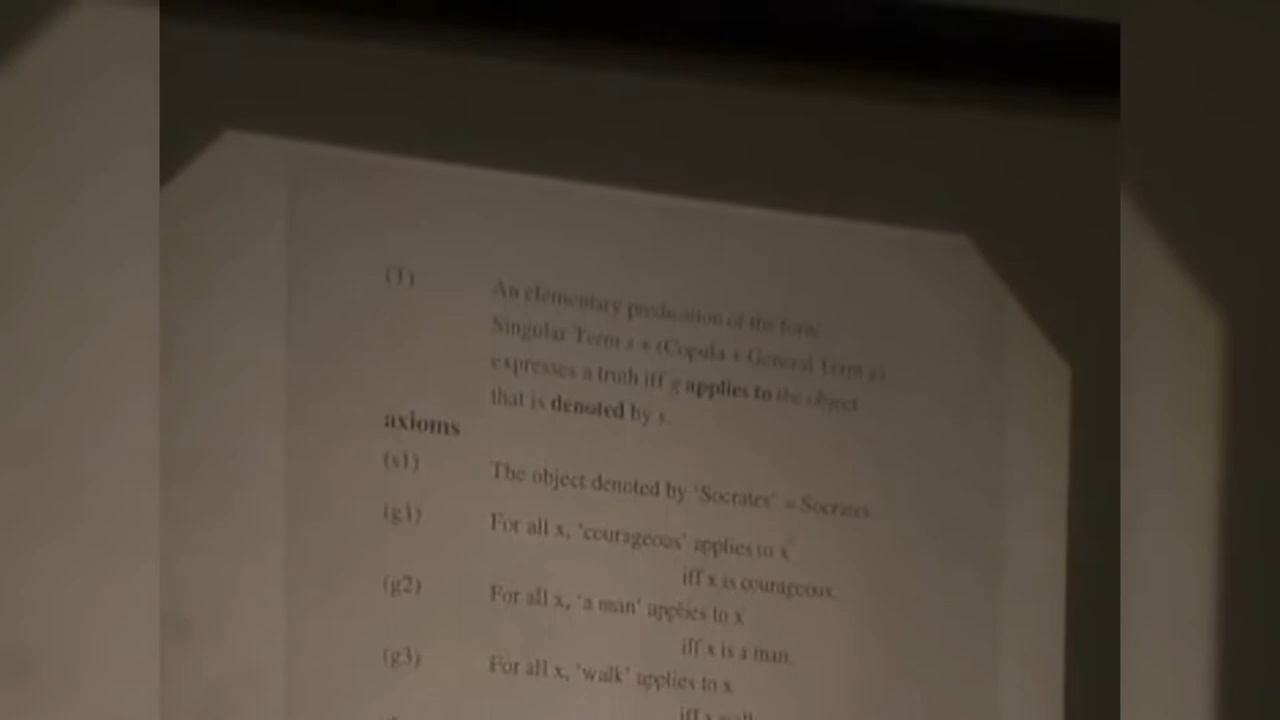 (1) An elementary predication of the form
Singular Term s + (Copula + General Term g)
expresses a truth iff g applies to the object
that is denoted by s.
axioms
(s1) The object denoted by 'Socrates' = Socrates
(g1) For all x, 'courageous' applies to x
iff x is courageous.
(g2) For all x, 'a man' applies to x
iff x is a man.
(g3) For all x, 'walk' applies to x
iff x